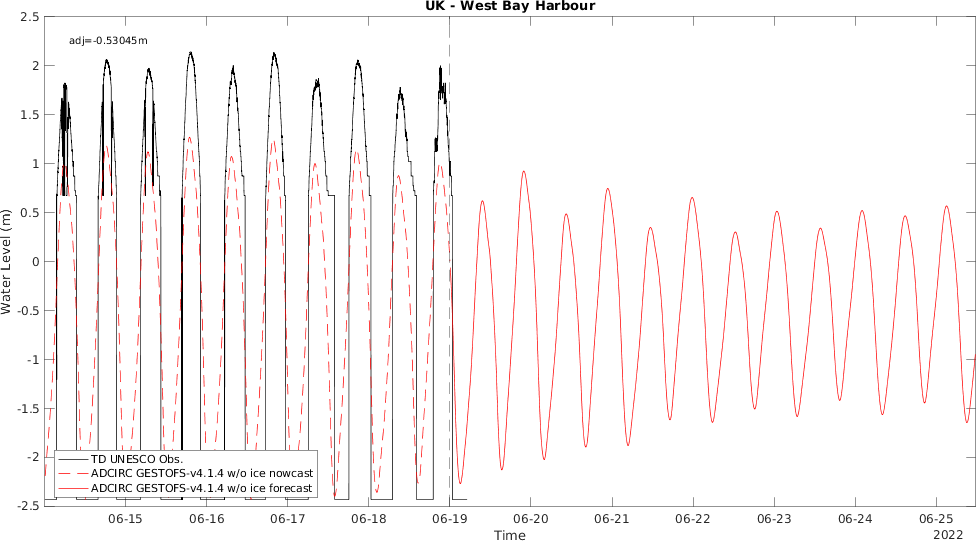 UK - West Bay Harbour
adj=-0.53045m
2.5
2
1.5
1
0.5
0
-0.5
-1
-1.5
-2
-2.5
Water Level (m)
TD UNESCO Obs.
ADCIRC GESTOFS-v4.1.4 w/o ice nowcast
ADCIRC GESTOFS-v4.1.4 w/o ice forecast
06-15 06-16 06-17 06-18 06-19 06-20 06-21 06-22 06-23 06-24 06-25
Time
2022